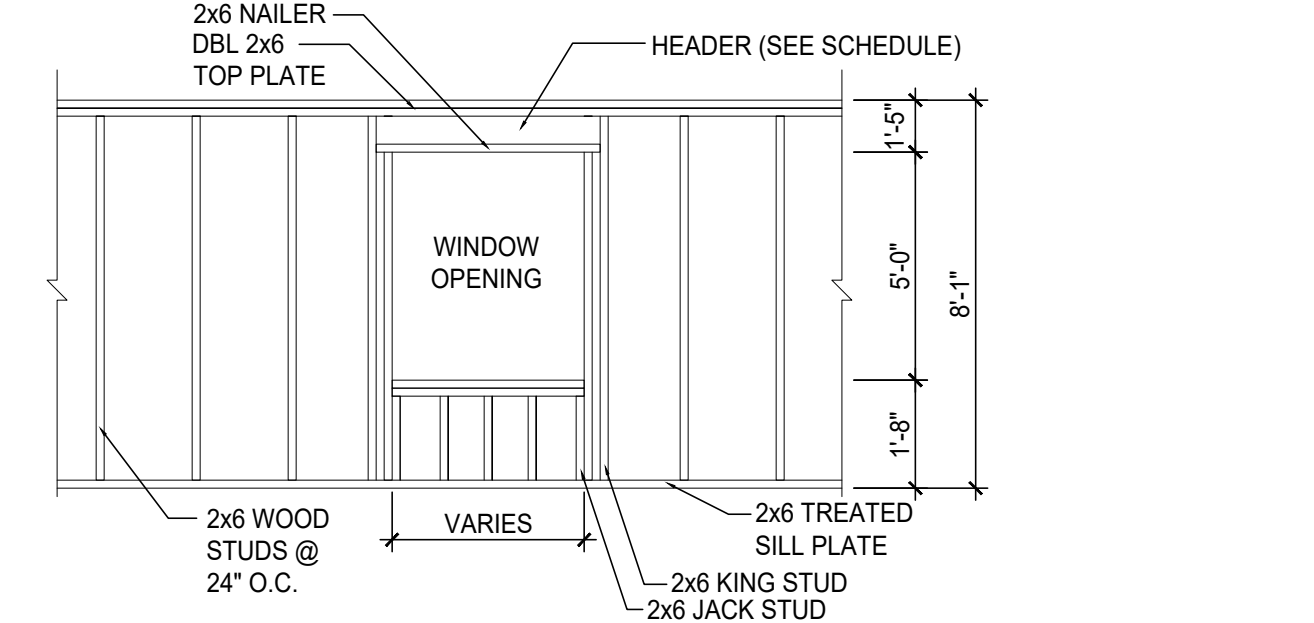 2x6 NAILER
DBL 2x6
TOP PLATE
HEADER (SEE SCHEDULE)
1'-5"
WINDOW
OPENING
5'-0"
8'-1"
1'-8"
2x6 WOOD
STUDS @
24" O.C.
VARIES
2x6 TREATED
SILL PLATE
2x6 KING STUD
2x6 JACK STUD